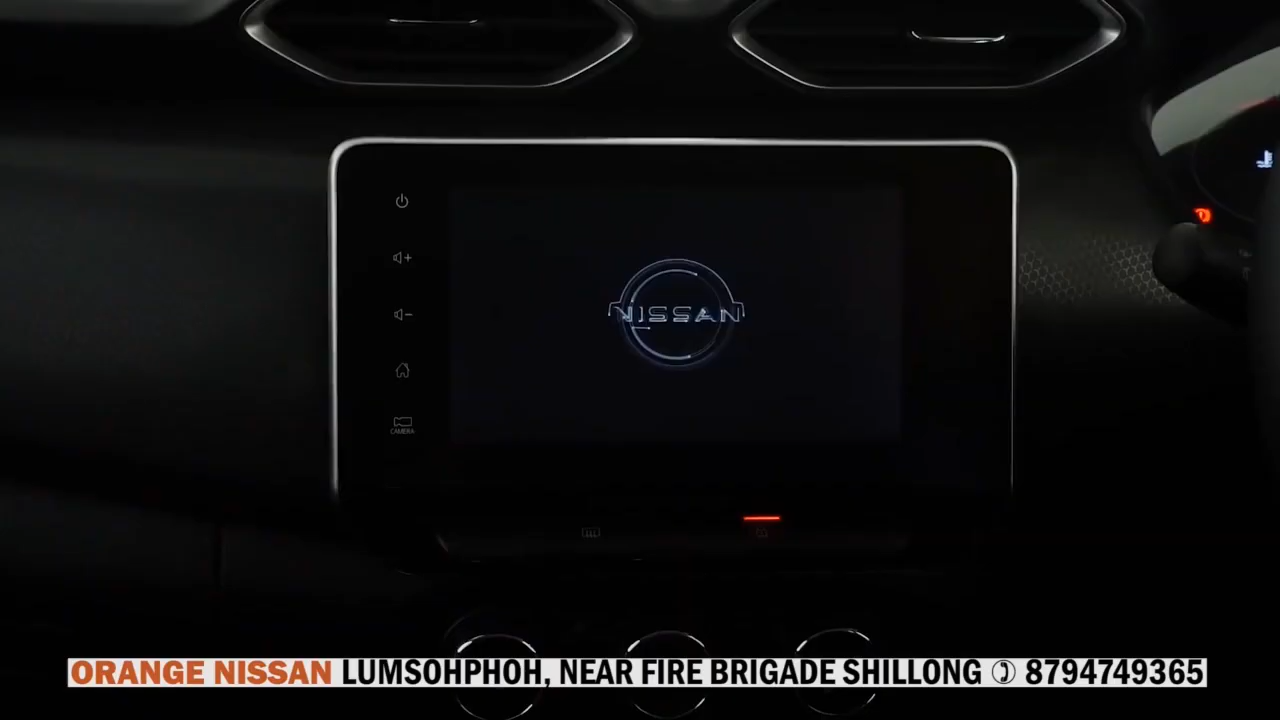 NISSAN
CAMERA
ORANGE NISSAN LUMSOHPHOH, NEAR FIRE BRIGADE SHILLONG ✆ 8794749365